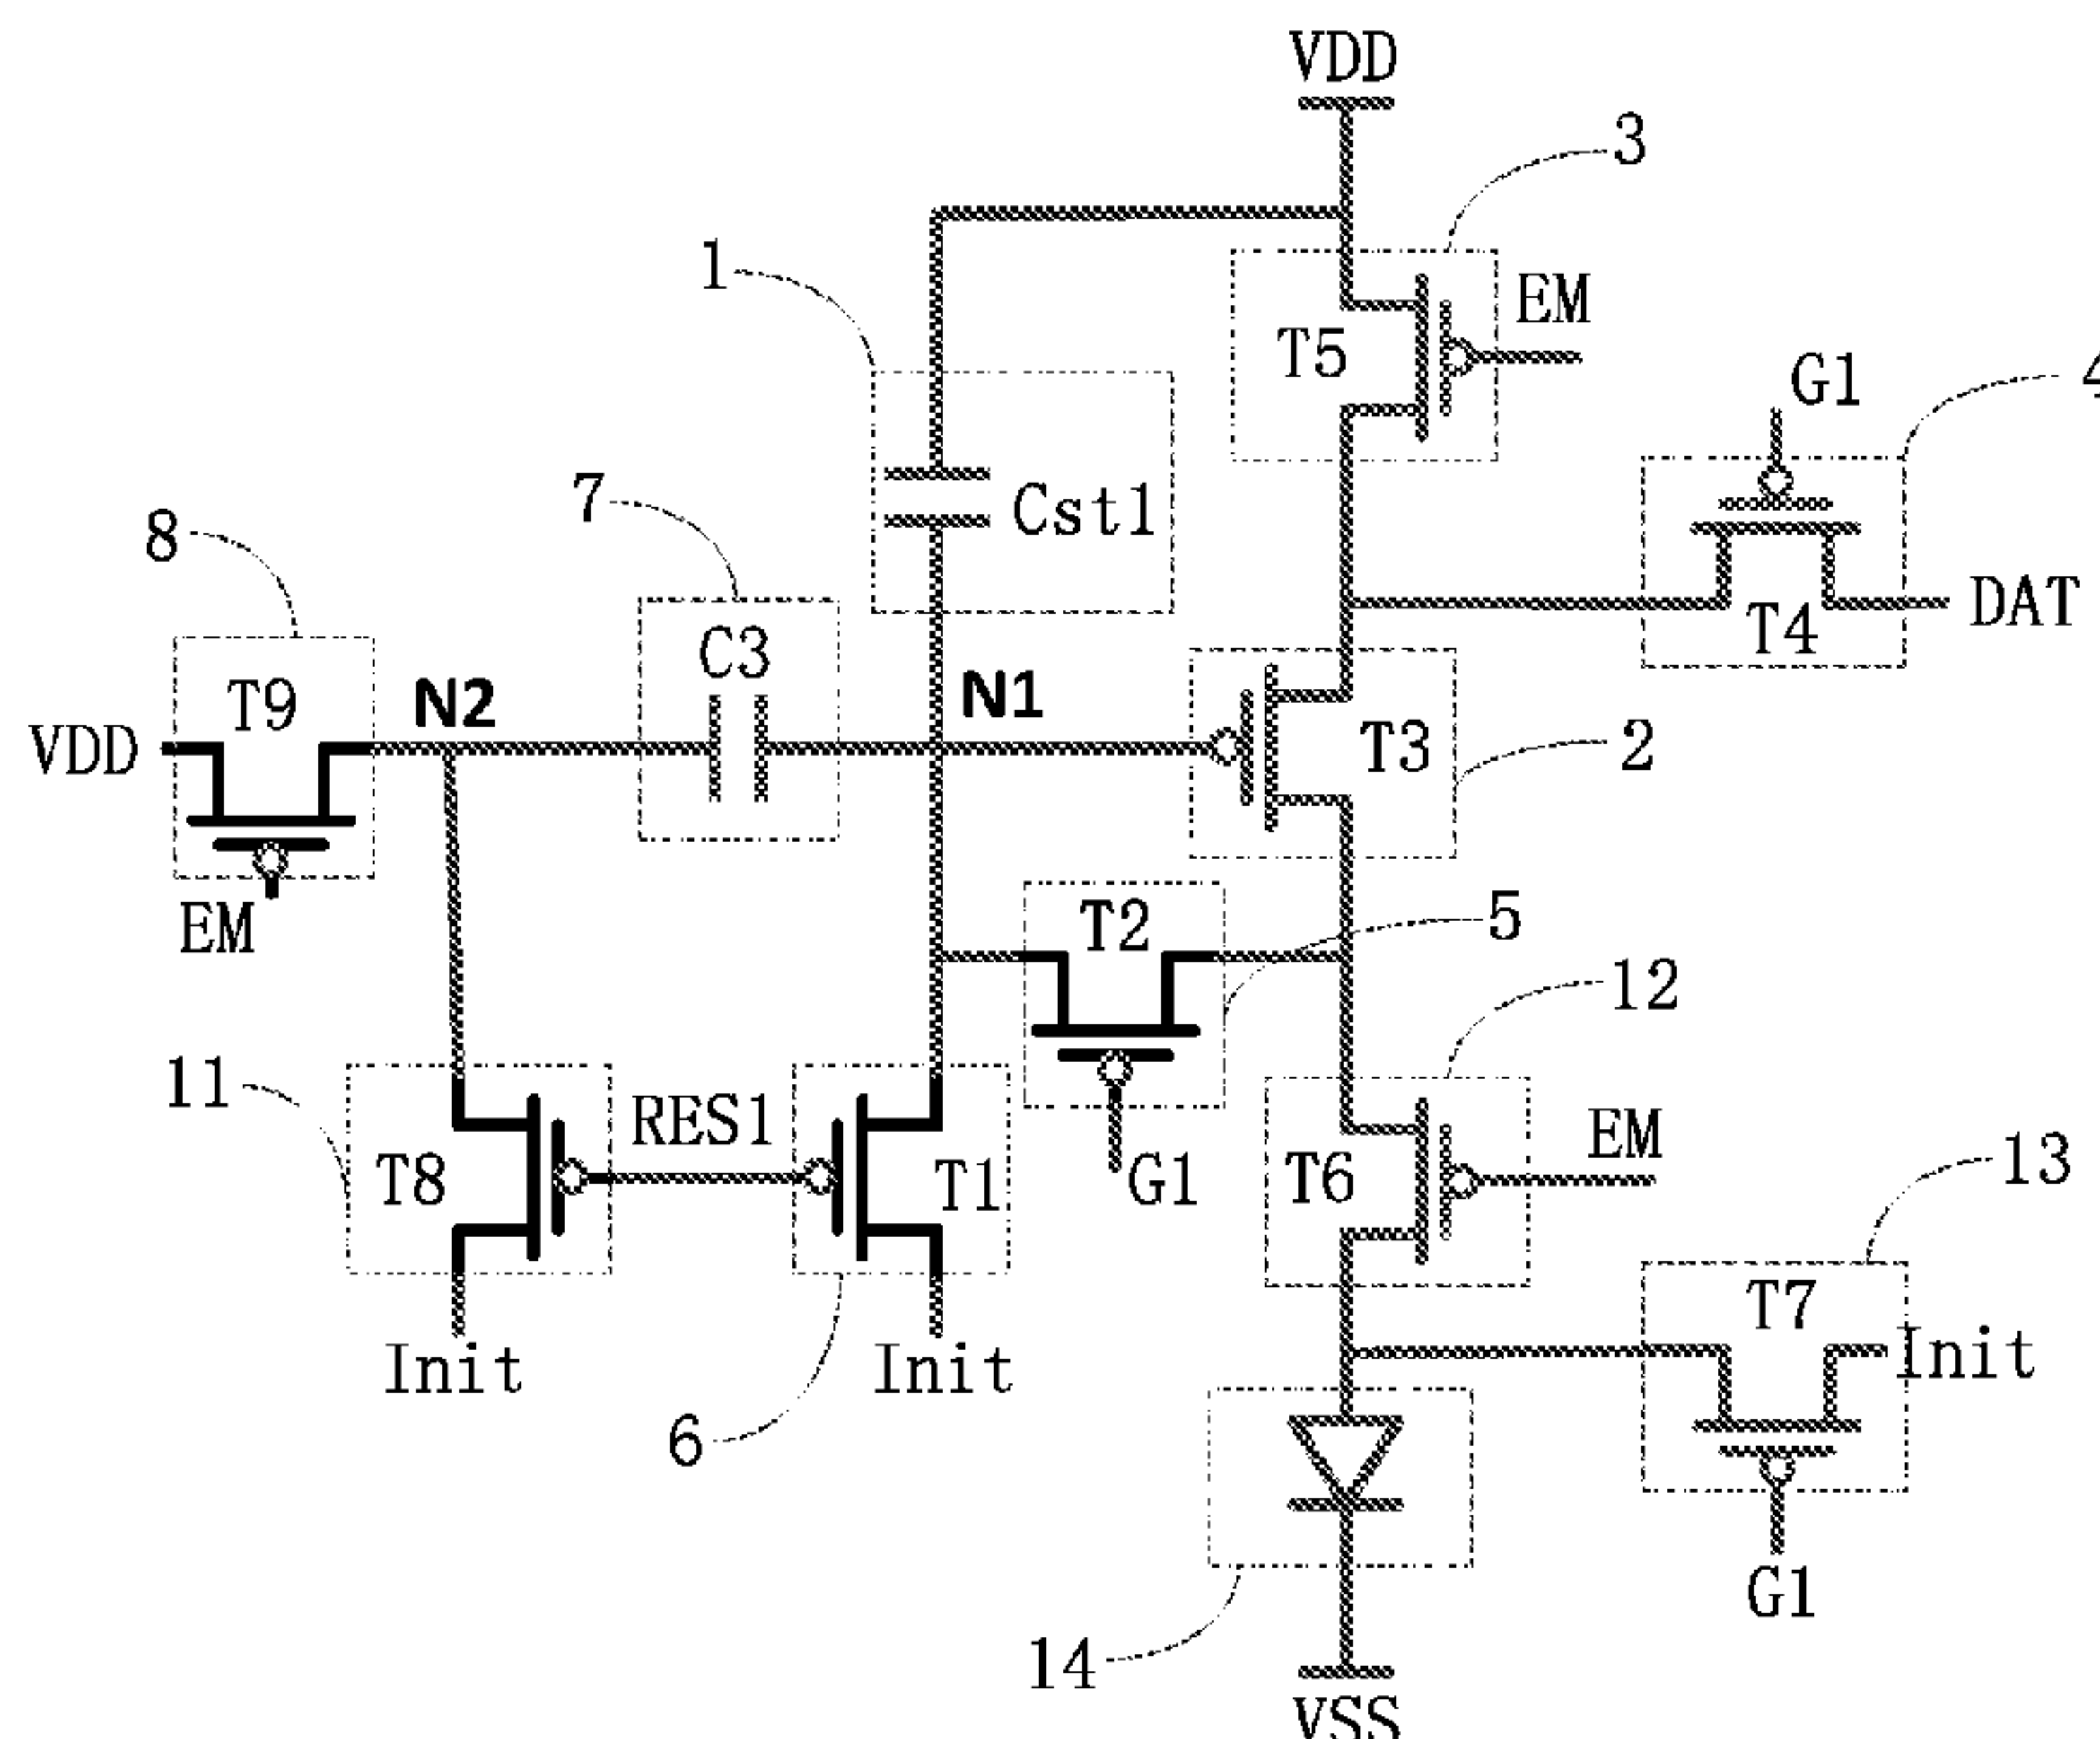 VDD
3
1
EM
T5
G1
4
7
Cst1
8
DAT
C3
T4
T9
N2
N1
VDD
T3
2
EM
T2
5
12
11
RES1
EM
T8
T1
G1
T6
13
T7
Init
Init
Init
6
14
G1
VSS